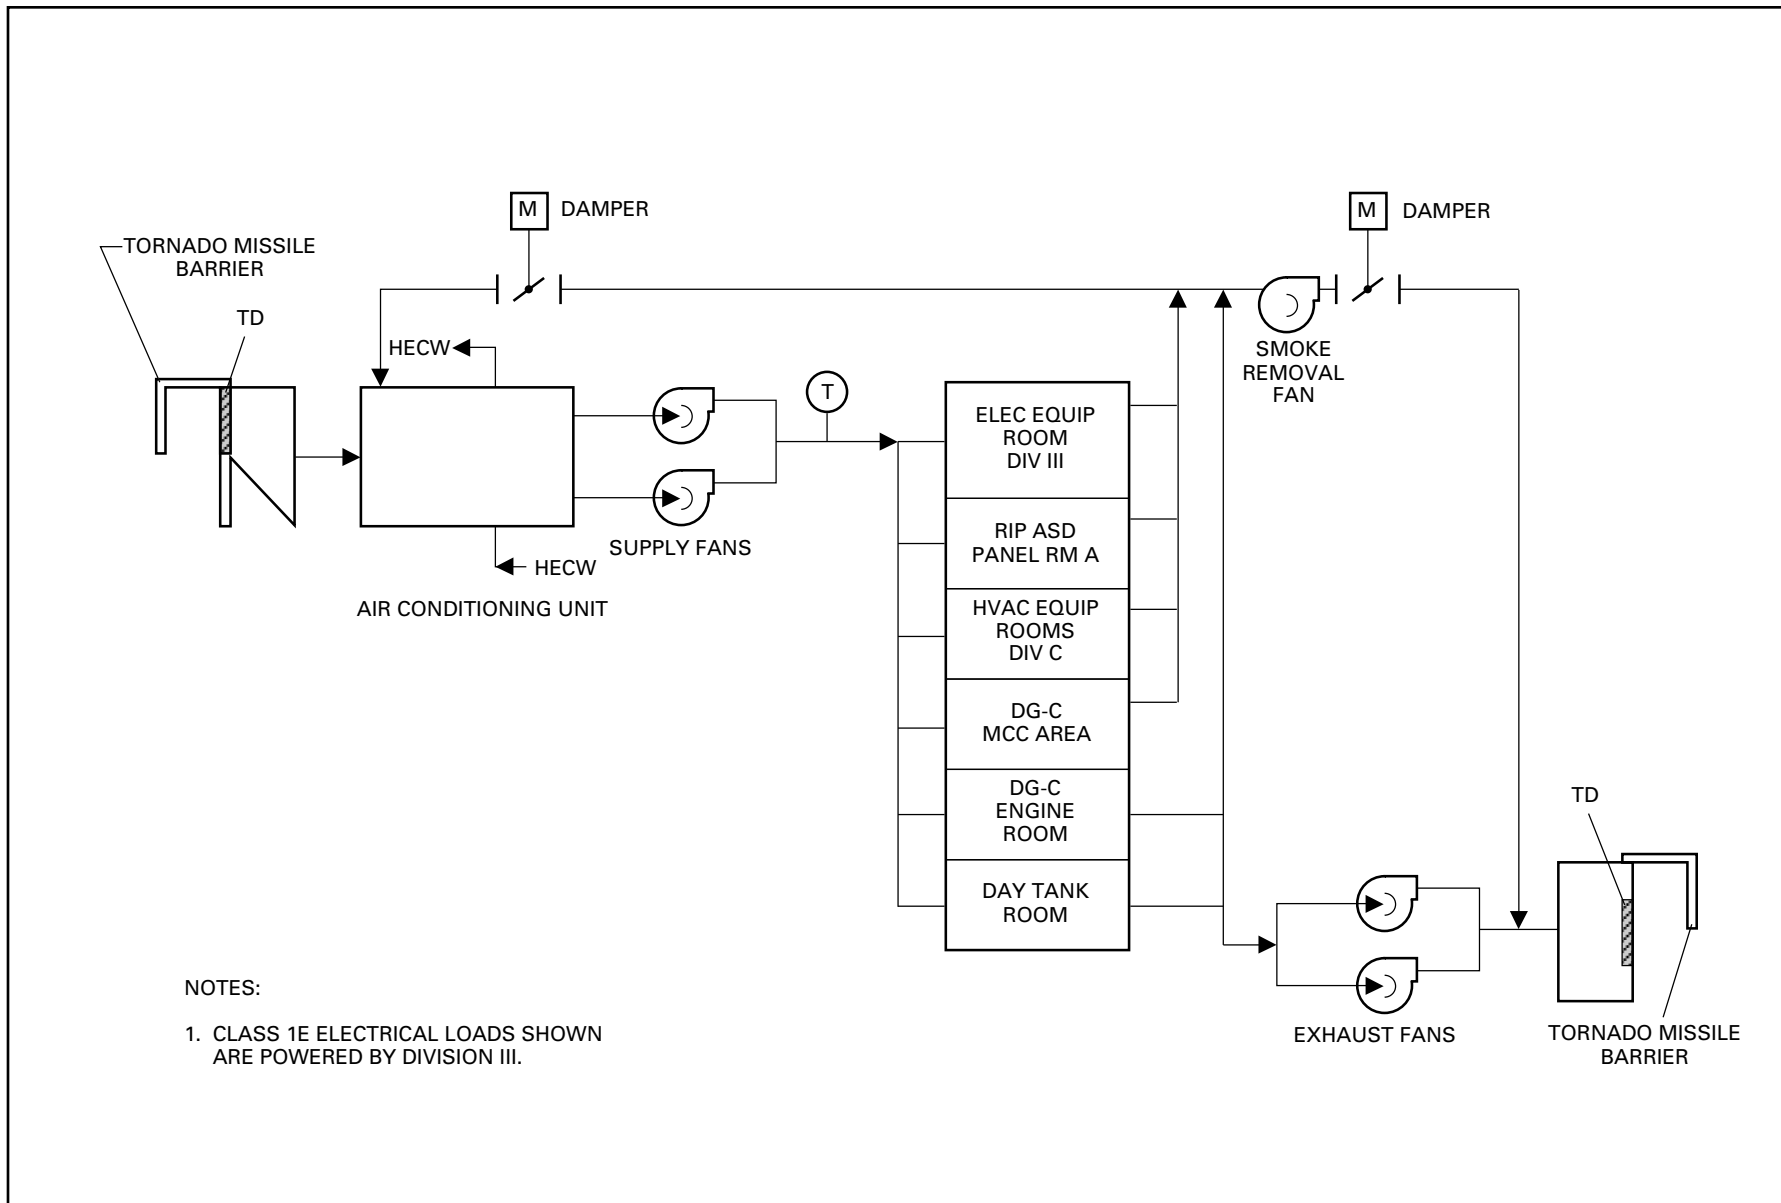 M DAMPER
M DAMPER
TORNADO MISSILE
BARRIER
TD
HECW
T
SMOKE
REMOVAL
FAN
ELEC EQUIP
ROOM
DIV III
RIP ASD
PANEL RM A
HVAC EQUIP
ROOMS
DIV C
DG-C
MCC AREA
DG-C
ENGINE
ROOM
DAY TANK
ROOM
SUPPLY FANS
HECW
AIR CONDITIONING UNIT
TD
EXHAUST FANS
TORNADO MISSILE
BARRIER
NOTES:
1. CLASS 1E ELECTRICAL LOADS SHOWN
ARE POWERED BY DIVISION III.